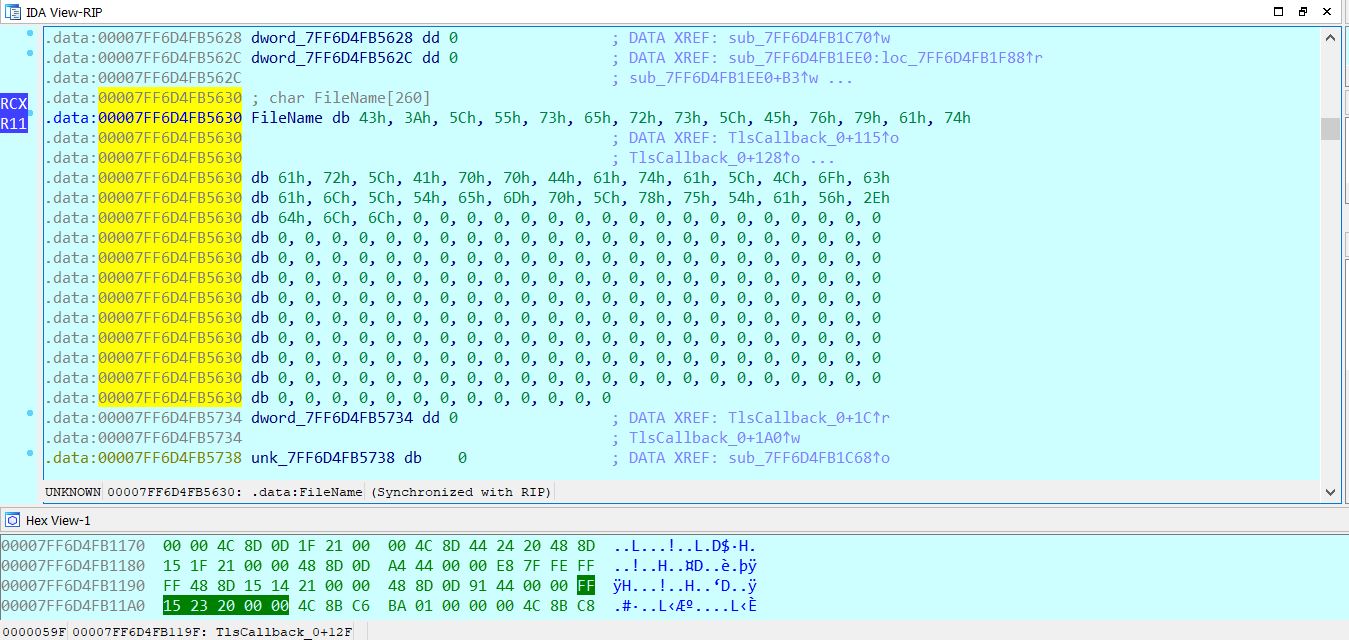 IDA View-RIP
.data:00007FF6D4FB5628 dword_7FF6D4FB5628 dd 0 ; DATA XREF: sub_7FF6D4FB1C70↑w
.data:00007FF6D4FB562C dword_7FF6D4FB562C dd 0 ; DATA XREF: sub_7FF6D4FB1EE0:loc_7FF6D4FB1F88↑r
.data:00007FF6D4FB562C ; sub_7FF6D4FB1EE0+B3↑w ...
RCX
.data:00007FF6D4FB5630 ; char FileName[260]
R11
.data:00007FF6D4FB5630 FileName db 43h, 3Ah, 5Ch, 55h, 73h, 65h, 72h, 73h, 5Ch, 45h, 76h, 79h, 61h, 74h
.data:00007FF6D4FB5630 ; DATA XREF: TlsCallback_0+115↑o
.data:00007FF6D4FB5630 ; TlsCallback_0+128↑o ...
.data:00007FF6D4FB5630 db 61h, 72h, 5Ch, 41h, 70h, 70h, 44h, 61h, 74h, 61h, 5Ch, 4Ch, 6Fh, 63h
.data:00007FF6D4FB5630 db 61h, 6Ch, 5Ch, 54h, 65h, 6Dh, 70h, 5Ch, 78h, 75h, 54h, 61h, 56h, 2Eh
.data:00007FF6D4FB5630 db 64h, 6Ch, 6Ch, 0, 0, 0, 0, 0, 0, 0, 0, 0, 0, 0, 0, 0, 0, 0, 0, 0, 0
.data:00007FF6D4FB5630 db 0, 0, 0, 0, 0, 0, 0, 0, 0, 0, 0, 0, 0, 0, 0, 0, 0, 0, 0, 0, 0, 0, 0
.data:00007FF6D4FB5630 db 0, 0, 0, 0, 0, 0, 0, 0, 0, 0, 0, 0, 0, 0, 0, 0, 0, 0, 0, 0, 0, 0, 0
.data:00007FF6D4FB5630 db 0, 0, 0, 0, 0, 0, 0, 0, 0, 0, 0, 0, 0, 0, 0, 0, 0, 0, 0, 0, 0, 0, 0
.data:00007FF6D4FB5630 db 0, 0, 0, 0, 0, 0, 0, 0, 0, 0, 0, 0, 0, 0, 0, 0, 0, 0, 0, 0, 0, 0, 0
.data:00007FF6D4FB5630 db 0, 0, 0, 0, 0, 0, 0, 0, 0, 0, 0, 0, 0, 0, 0, 0, 0, 0, 0, 0, 0, 0, 0
.data:00007FF6D4FB5630 db 0, 0, 0, 0, 0, 0, 0, 0, 0, 0, 0, 0, 0, 0, 0, 0, 0, 0, 0, 0, 0, 0, 0
.data:00007FF6D4FB5630 db 0, 0, 0, 0, 0, 0, 0, 0, 0, 0, 0, 0, 0, 0, 0, 0, 0, 0, 0, 0, 0, 0, 0
.data:00007FF6D4FB5630 db 0, 0, 0, 0, 0, 0, 0, 0, 0, 0, 0, 0, 0, 0, 0, 0, 0, 0, 0, 0, 0, 0, 0
.data:00007FF6D4FB5630 db 0, 0, 0, 0, 0, 0, 0, 0, 0, 0, 0, 0, 0
.data:00007FF6D4FB5734 dword_7FF6D4FB5734 dd 0 ; DATA XREF: TlsCallback_0+1C↑r
.data:00007FF6D4FB5734 ; TlsCallback_0+1A0↑w
.data:00007FF6D4FB5738 unk_7FF6D4FB5738 db 0 ; DATA XREF: sub_7FF6D4FB1C68↑o
UNKNOWN 00007FF6D4FB5630: .data:FileName (Synchronized with RIP)
Hex View-1
00007FF6D4FB1170 00 00 4C 8D 0D 1F 21 00 00 4C 8D 44 24 20 48 8D ..L...!..L.D$·H.
00007FF6D4FB1180 15 1F 21 00 00 48 8D 0D A4 44 00 00 E8 7F FE FF ..!..H..¤D..è.þÿ
00007FF6D4FB1190 FF 48 8D 15 14 21 00 00 48 8D 0D 91 44 00 00 FF ÿH...!..H..‘D..ÿ
00007FF6D4FB11A0 15 23 20 00 00 4C 8B C6 BA 01 00 00 00 4C 8B C8 .#·..L‹Æº....L‹È
0000059F 00007FF6D4FB119F: TlsCallback_0+12F